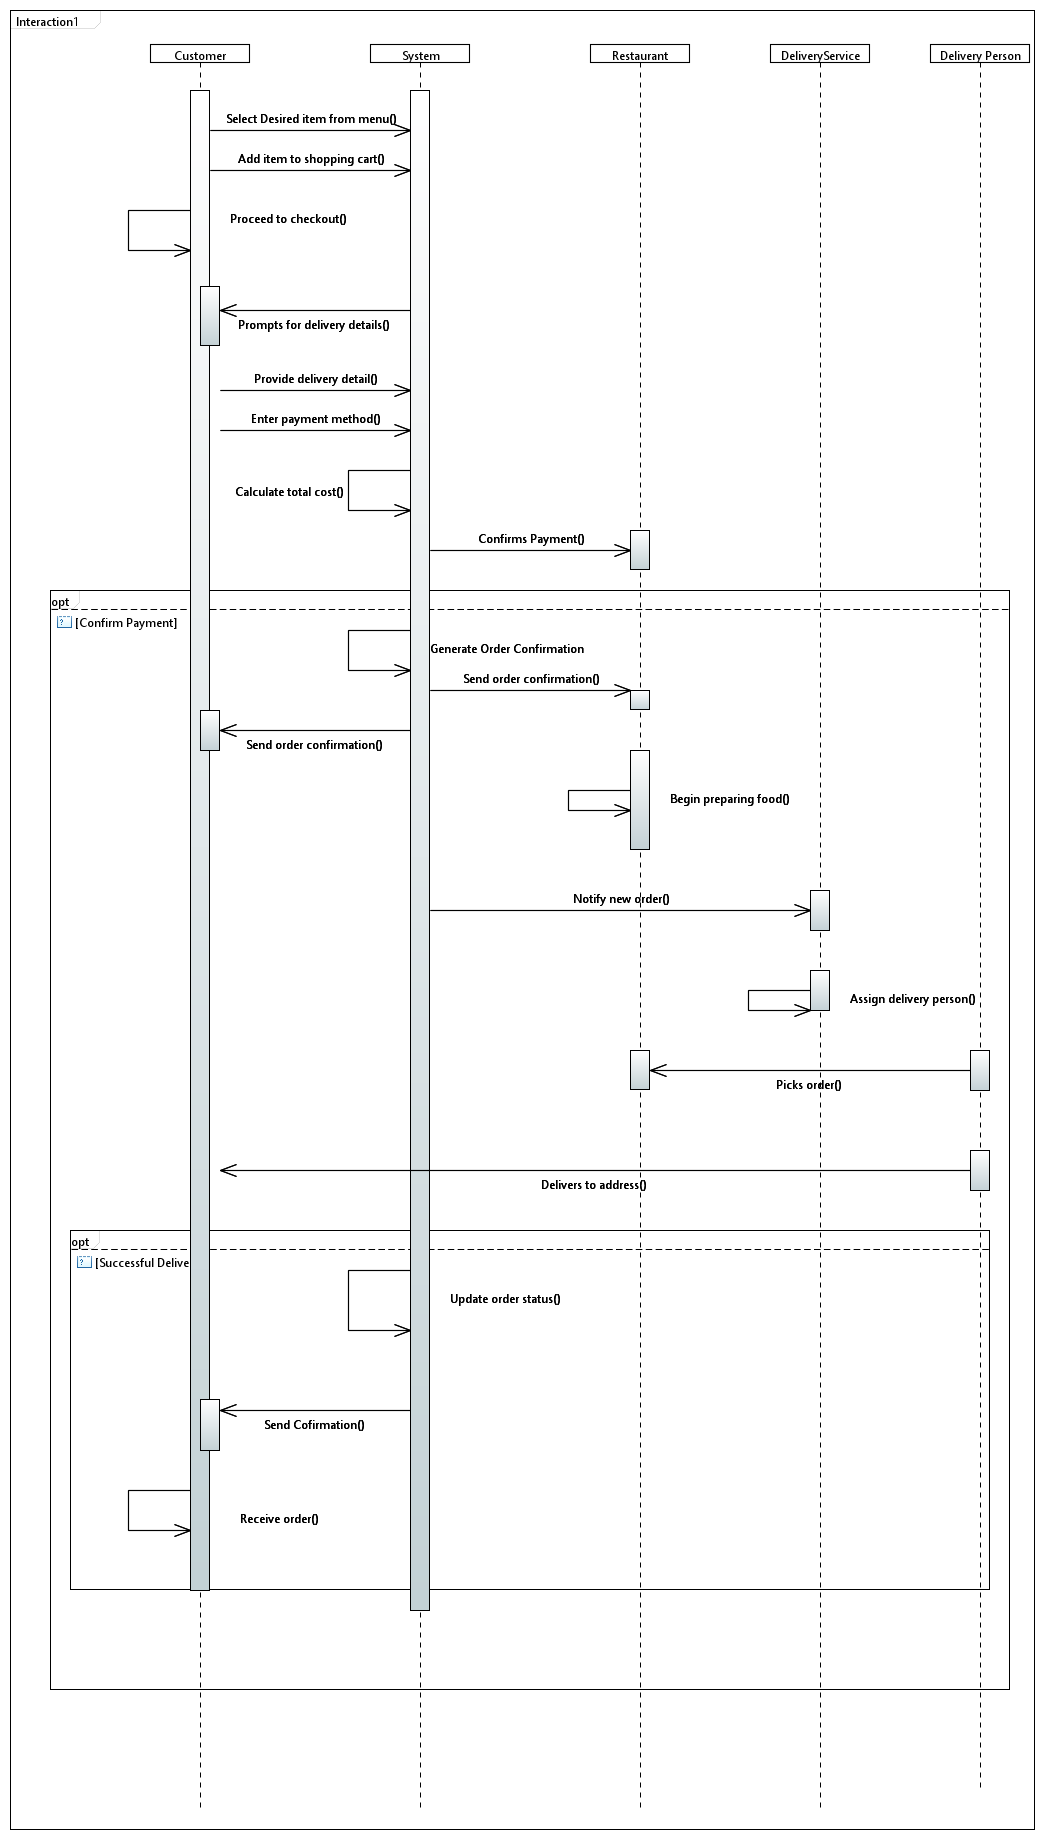 Interaction1
Customer
System
Restaurant
DeliveryService
Delivery Person
Select Desired item from menu()
Add item to shopping cart()
Proceed to checkout()
Prompts for delivery details()
Provide delivery detail()
Enter payment method()
Calculate total cost()
Confirms Payment()
opt
[Confirm Payment]
Generate Order Confirmation
Send order confirmation()
Send order confirmation()
Begin preparing food()
Notify new order()
Assign delivery person()
Picks order()
Delivers to address()
opt
[Successful Delive
Update order status()
Send Cofirmation()
Receive order()